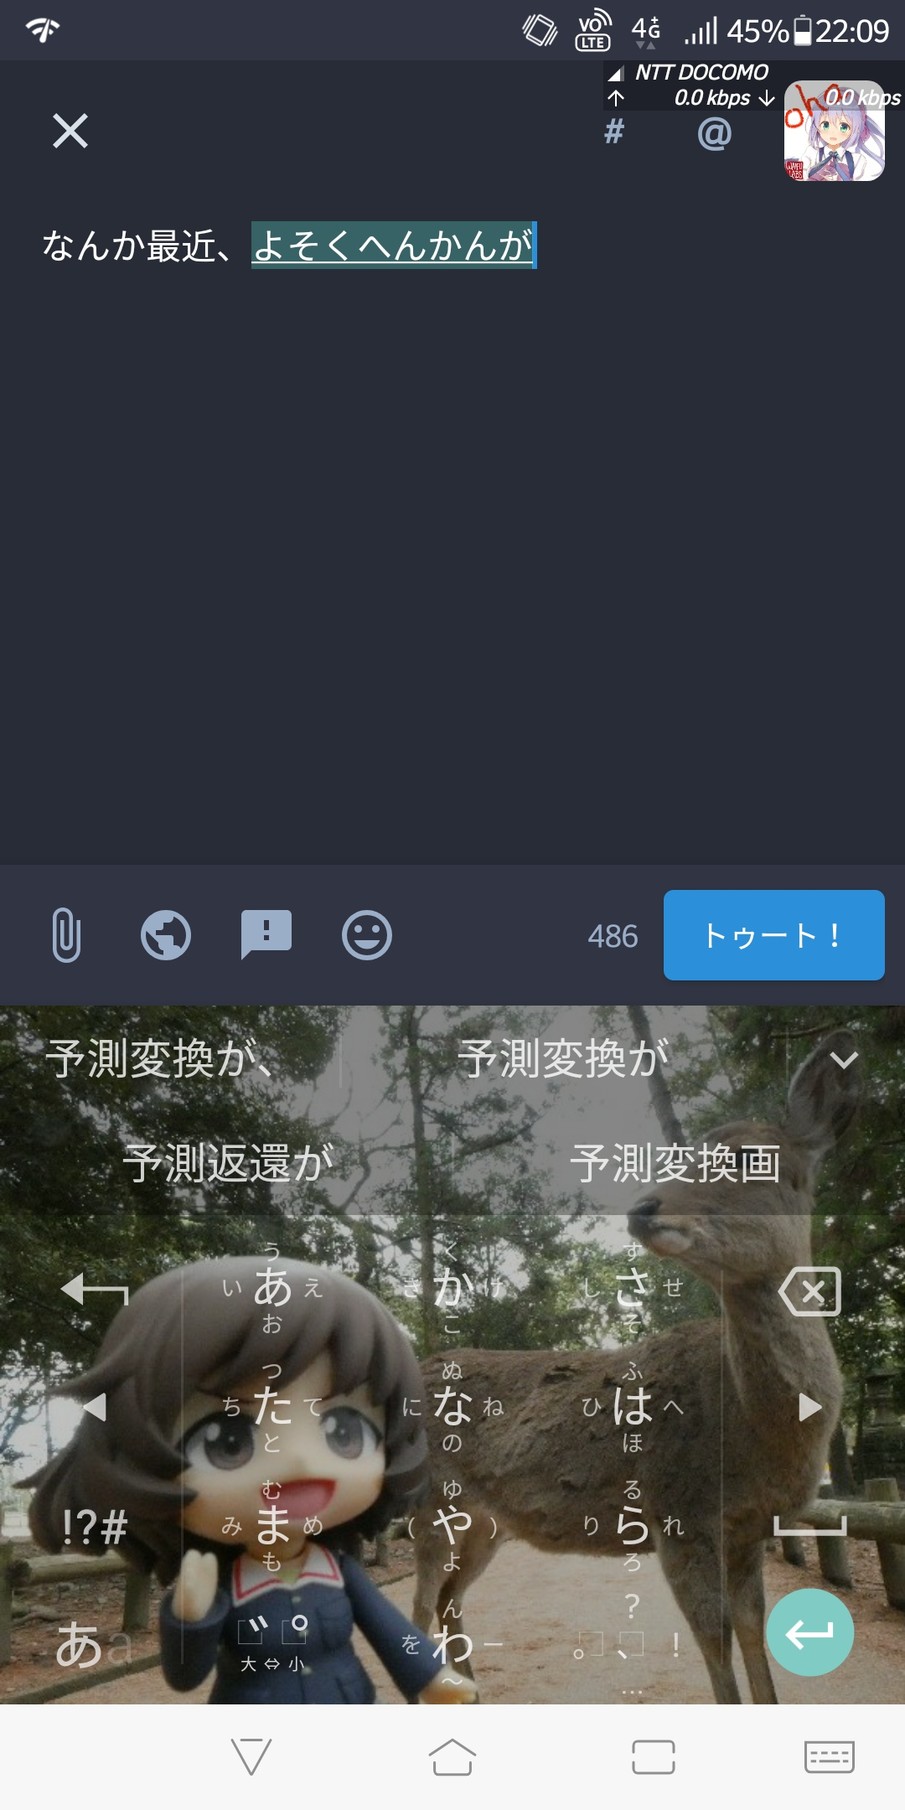 VO LTE 4G+ 45% 22:09
NTT DOCOMO
0.0 kbps 0.0 kbps
# @
oha
なんか最近、よそくへんかんが
486 トゥート！
予測変換が、 予測変換が
予測返還が 予測変換画
う く す
い あ え き か け し さ せ
お こ そ
つ ぬ ふ
ち た て に な ね ひ は へ
と の ほ
む ゆ る
!?# み ま め ( や ) り ら れ
も よ ろ
ん ?
あa ゛゜ を わ ー 。 、 !
大⇔小 〜 …